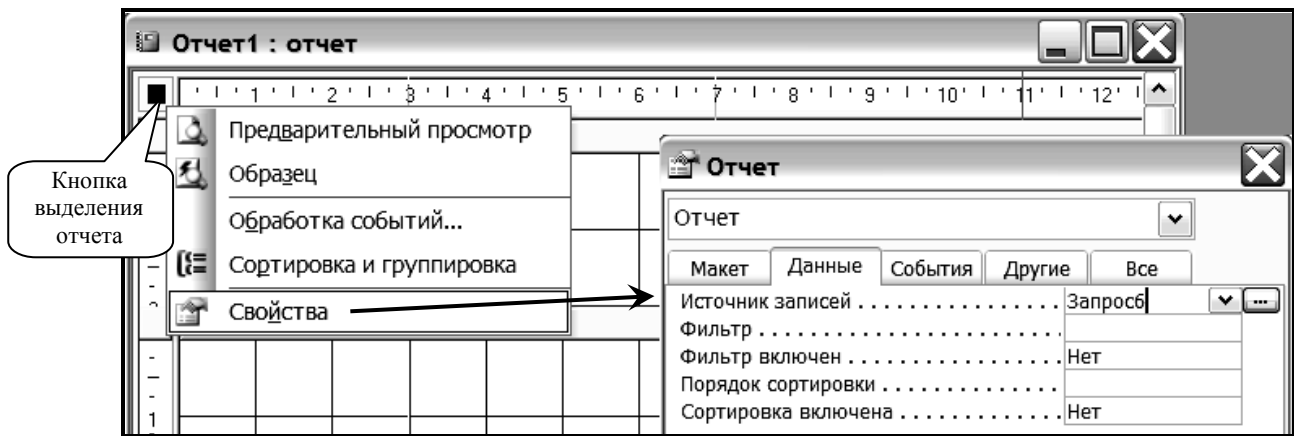 Отчет1 : отчет
1 2 3 4 5 6 7 8 9 10 11 12
Предварительный просмотр
Образец
Обработка событий...
Сортировка и группировка
Свойства
Кнопка
выделения
отчета
1
Отчет
Отчет
Макет Данные События Другие Все
Источник записей . . . . . . . . . . . . . . . . Запрос6
Фильтр . . . . . . . . . . . . . . . . . . . . . . . .
Фильтр включен . . . . . . . . . . . . . . . . . Нет
Порядок сортировки . . . . . . . . . . . . . .
Сортировка включена . . . . . . . . . . . . . Нет